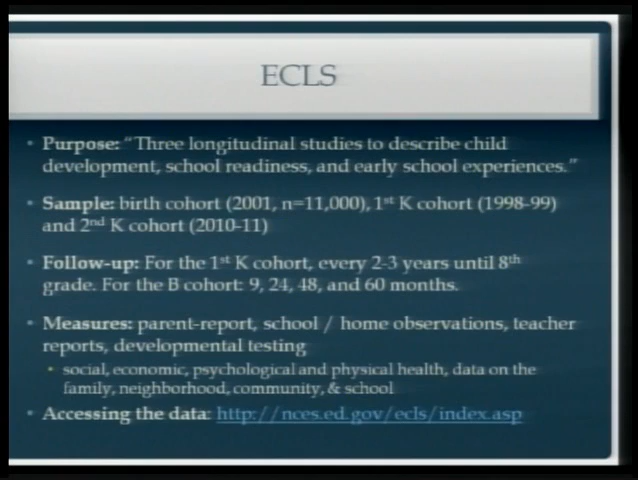 ECLS
• Purpose: "Three longitudinal studies to describe child
development, school readiness, and early school experiences."
• Sample: birth cohort (2001, n=11,000), 1st K cohort (1998-99)
and 2nd K cohort (2010-11)
• Follow-up: For the 1st K cohort, every 2-3 years until 8th
grade. For the B cohort: 9, 24, 48, and 60 months.
• Measures: parent-report, school / home observations, teacher
reports, developmental testing
• social, economic, psychological and physical health, data on the
family, neighborhood, community, & school
• Accessing the data: http://nces.ed.gov/ecls/index.asp